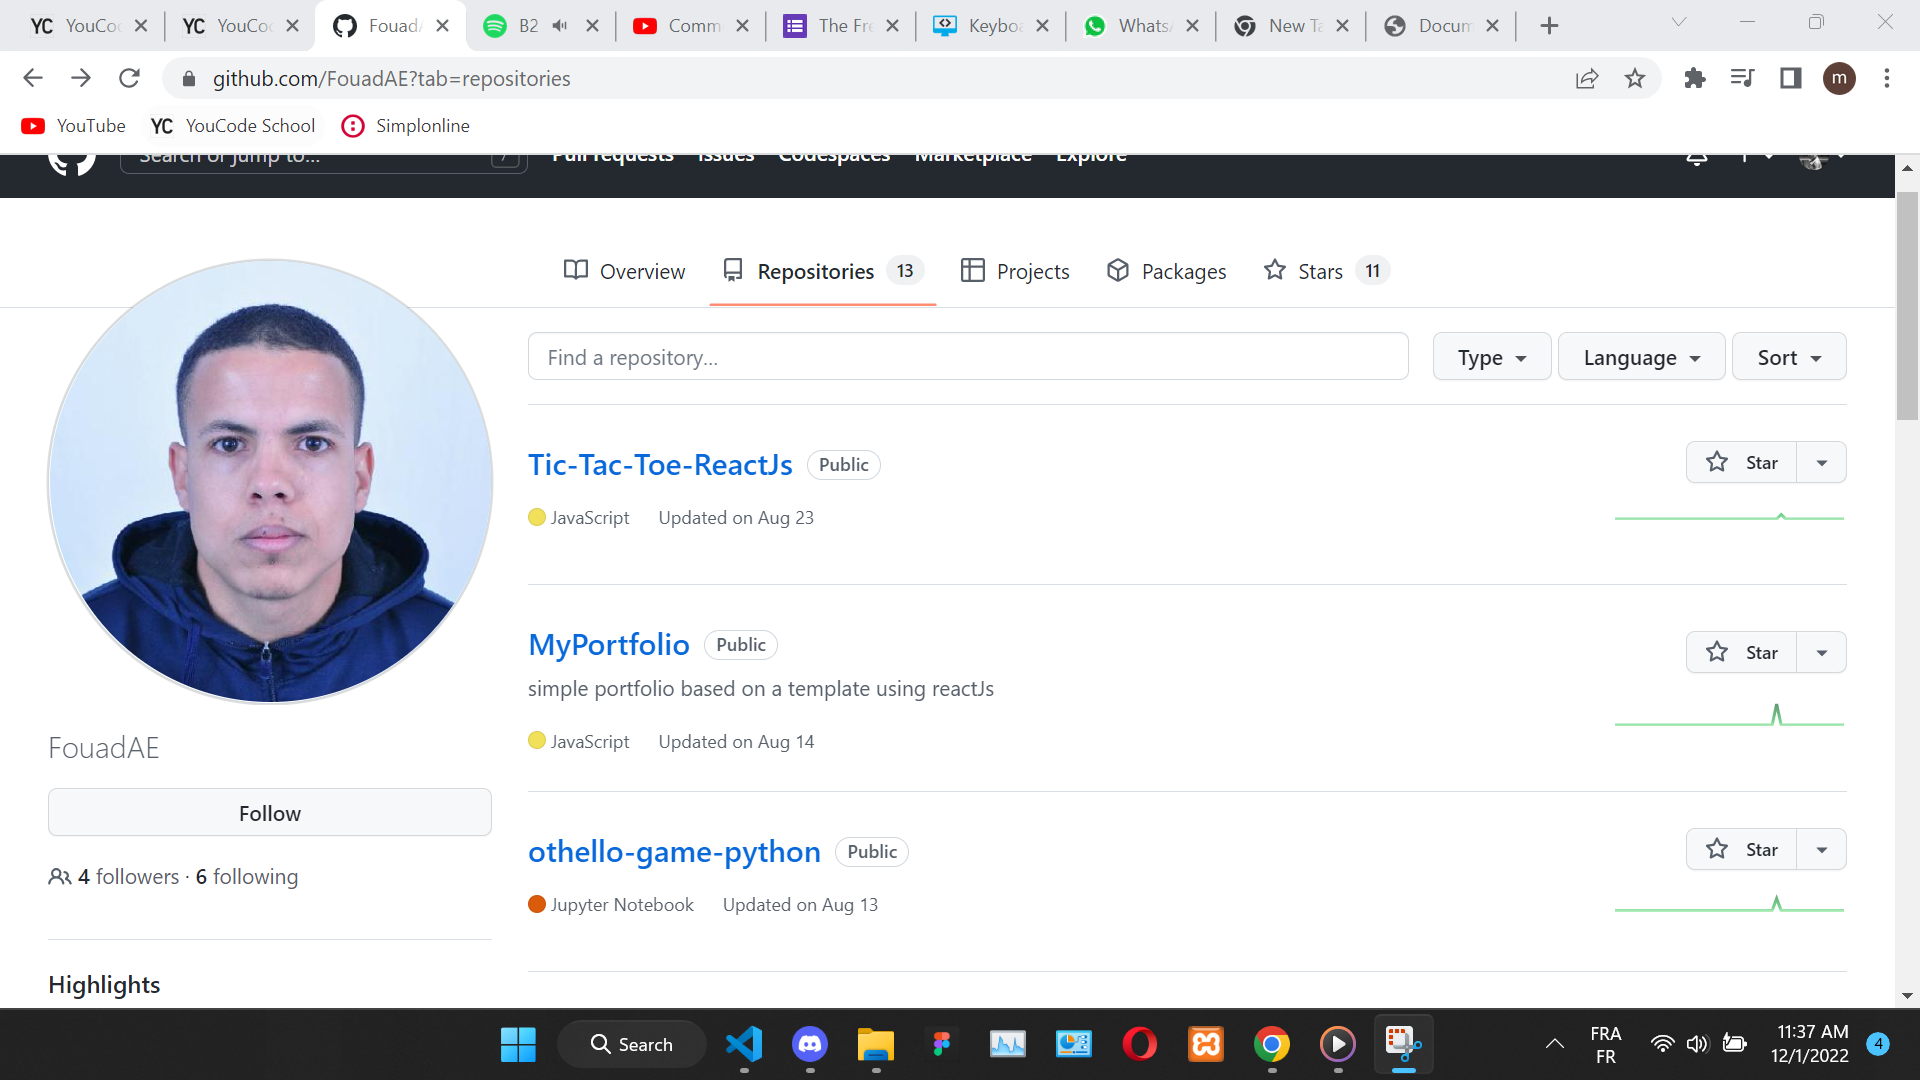 YC YouCo
YC YouCo
Fouad
B2
Comm
The Fre
Keybo
Whats
New Ta
Docum
github.com/FouadAE?tab=repositories
m
YouTube
YC YouCode School
Simplonline
Search or jump to...
/
Pull requests Issues Codespaces Marketplace Explore
Overview
Repositories 13
Projects
Packages
Stars 11
Find a repository...
Type
Language
Sort
Tic-Tac-Toe-ReactJs Public
Star
JavaScript Updated on Aug 23
MyPortfolio Public
Star
simple portfolio based on a template using reactJs
JavaScript Updated on Aug 14
othello-game-python Public
Star
Jupyter Notebook Updated on Aug 13
FouadAE
Follow
4 followers · 6 following
Highlights
Search
FRA
FR
11:37 AM
12/1/2022
4